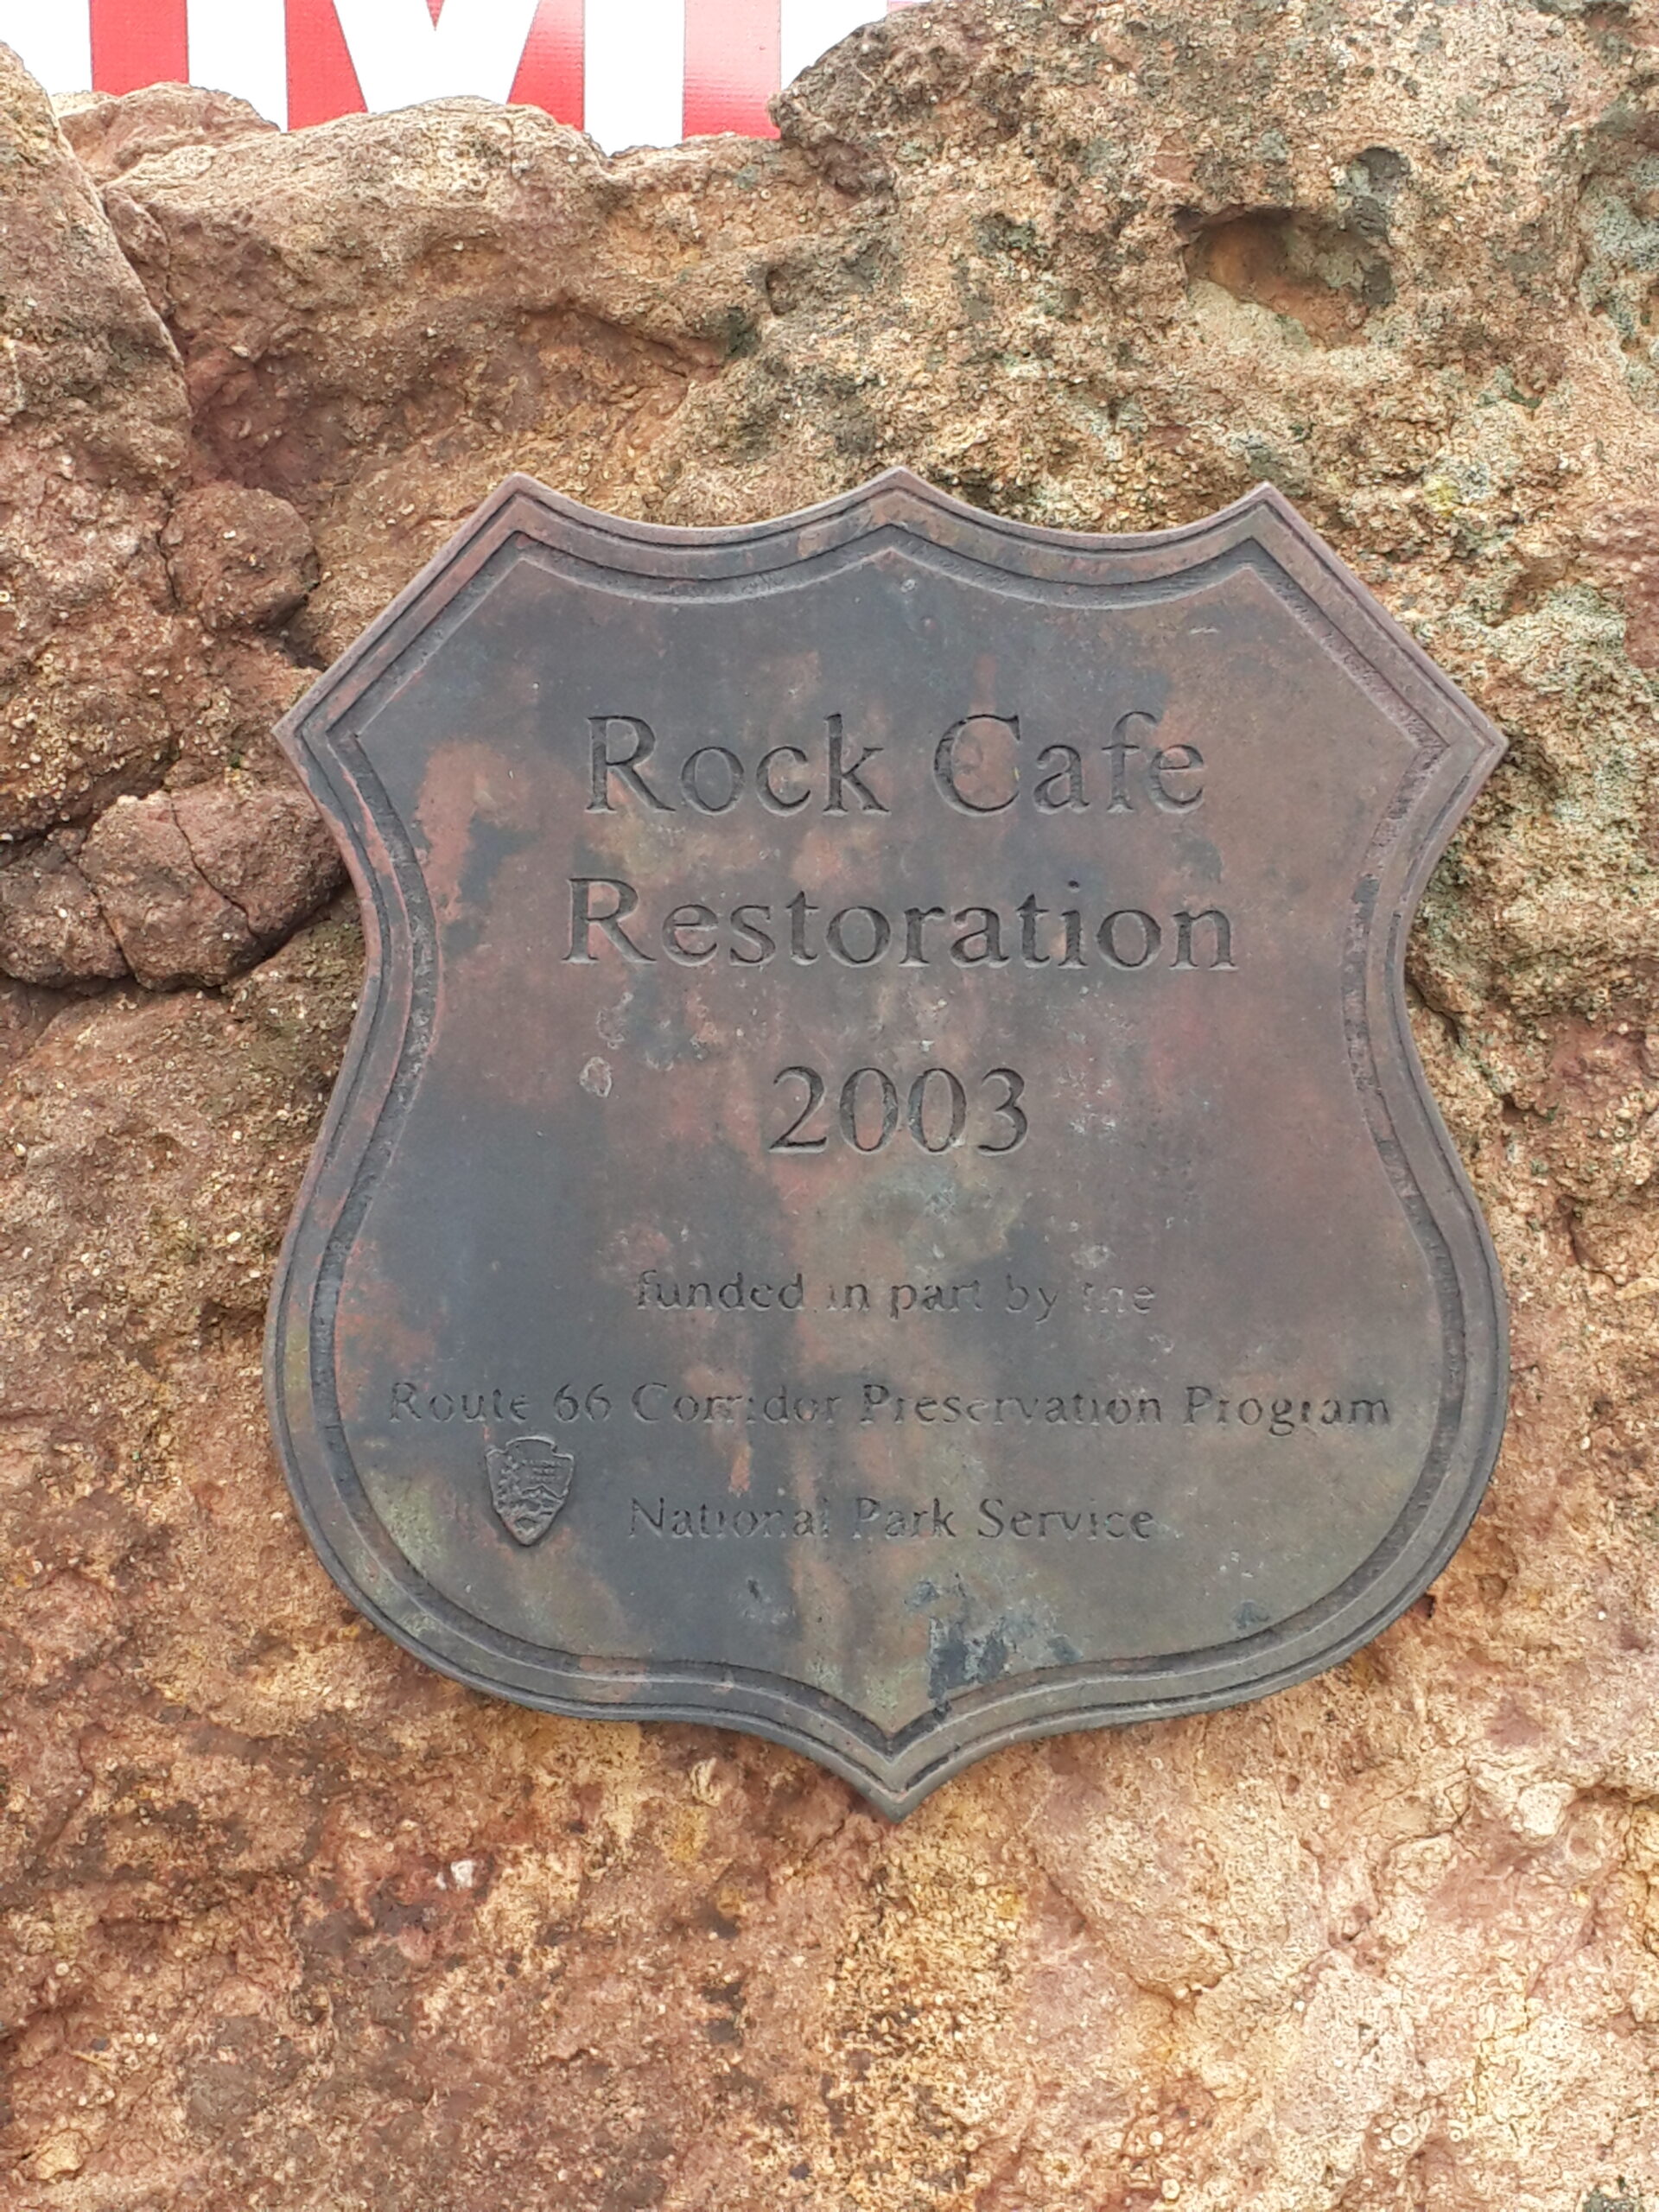 Rock Cafe
Restoration
2003
funded in part by the
Route 66 Corridor Preservation Program
National Park Service